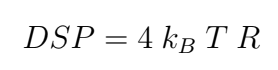 DSP = 4 k_B T R